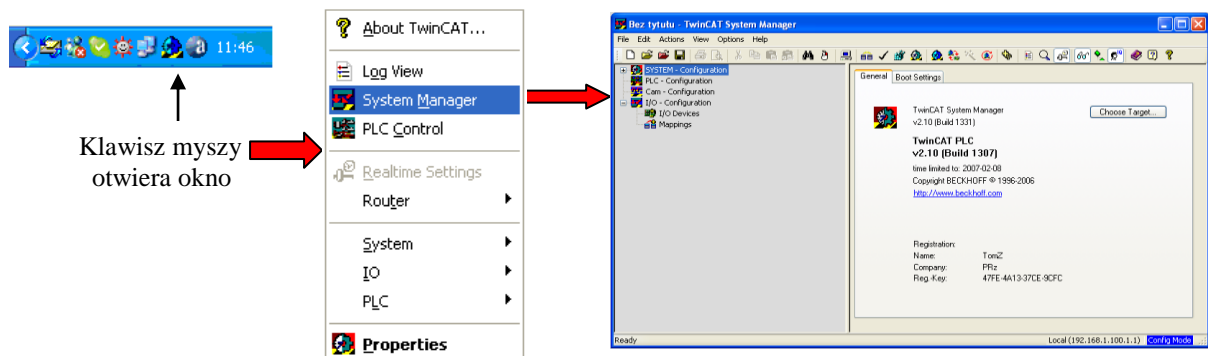 11:46
Klawisz myszy
otwiera okno
About TwinCAT...
Log View
System Manager
PLC Control
Realtime Settings
Router
System
IO
PLC
Properties
Bez tytułu - TwinCAT System Manager
File Edit Actions View Options Help
SYSTEM - Configuration
PLC - Configuration
Cam - Configuration
I/O - Configuration
I/O Devices
Mappings
General Boot Settings
TwinCAT System Manager
v2.10 (Build 1331)
Choose Target...
TwinCAT PLC
v2.10 (Build 1307)
time limited to: 2007-02-08
Copyright BECKHOFF © 1996-2006
http://www.beckhoff.com
Registration:
Name: TomZ
Company: PRz
Reg.-Key: 47FE-4A13-37CE-9CFC
Ready
Local (192.168.1.100.1.1) Config Mode